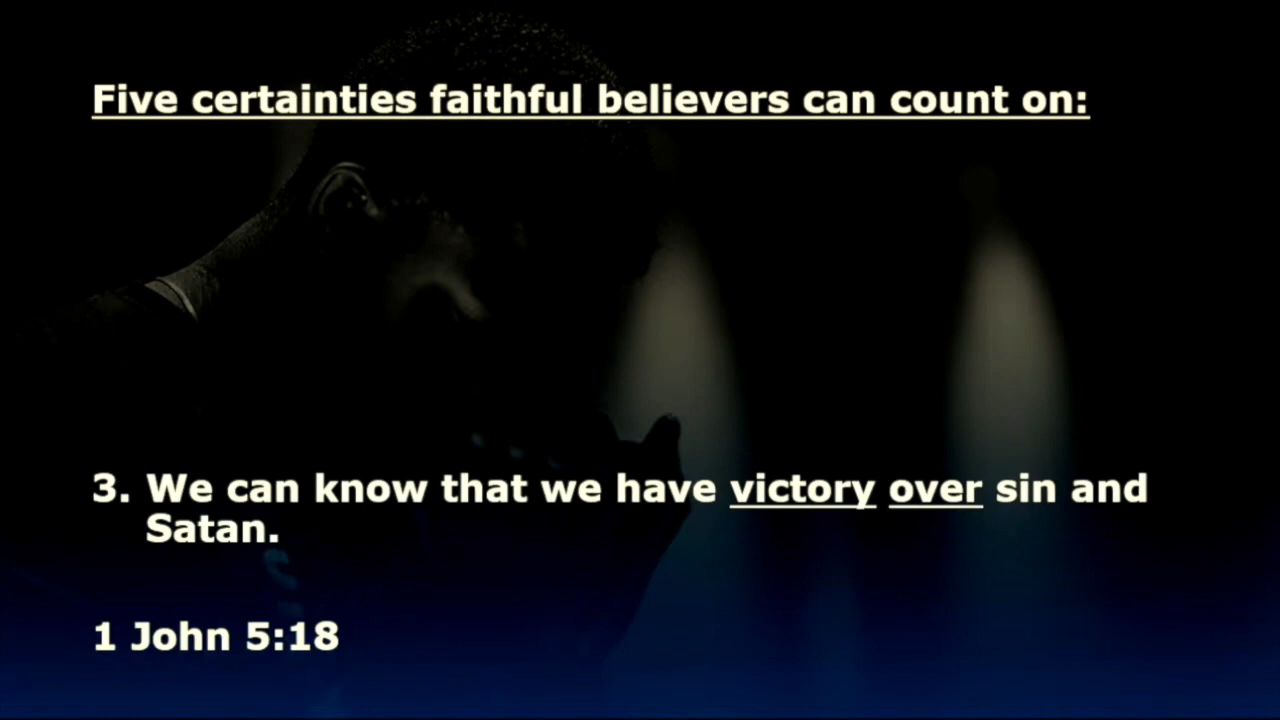 Five certainties faithful believers can count on:
3. We can know that we have victory over sin and
Satan.
1 John 5:18